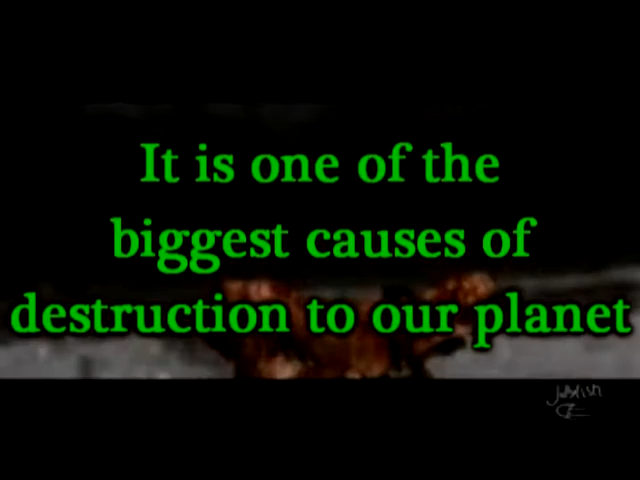 It is one of the
biggest causes of
destruction to our planet